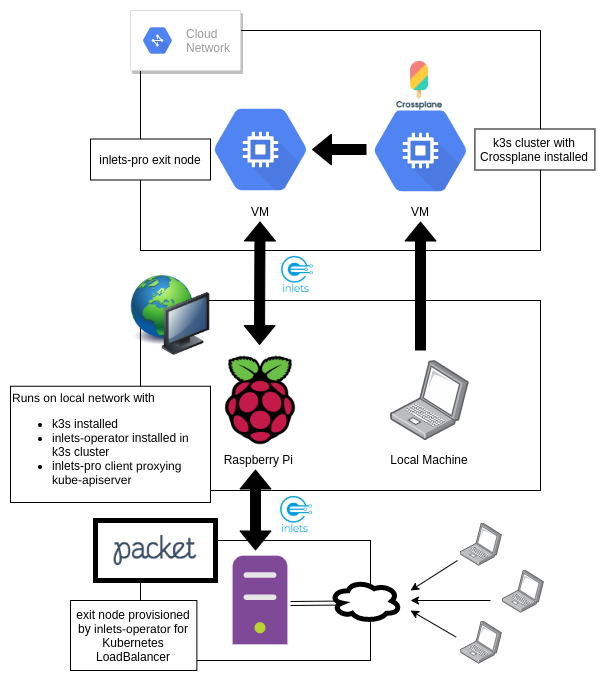 Cloud
Network
Crossplane
inlets-pro exit node
k3s cluster with
Crossplane installed
VM
VM
inlets
Runs on local network with
k3s installed
inlets-operator installed in
k3s cluster
inlets-pro client proxying
kube-apiserver
Raspberry Pi
Local Machine
inlets
packet
exit node provisioned
by inlets-operator for
Kubernetes
LoadBalancer